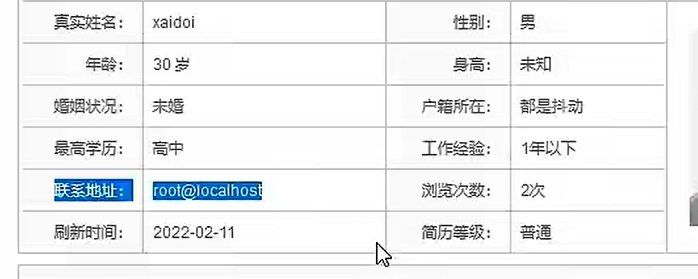 真实姓名： xaidoi 性别： 男
年龄： 30 岁 身高： 未知
婚姻状况： 未婚 户籍所在： 都是抖动
最高学历： 高中 工作经验： 1年以下
联系地址： root@localhost 浏览次数： 2次
刷新时间： 2022-02-11 简历等级： 普通